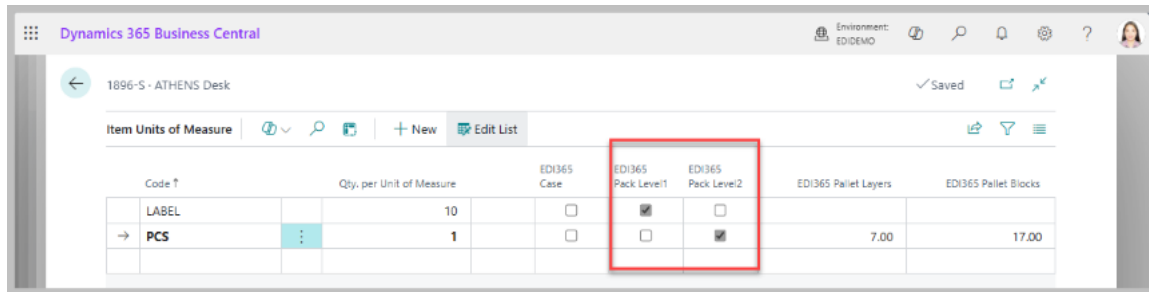 Dynamics 365 Business Central
Environment:
EDIDEMO
?
1896-S - ATHENS Desk
✓ Saved
Item Units of Measure
+ New
Edit List
Code ↑
Qty. per Unit of Measure
EDI365
Case
EDI365
Pack Level1
EDI365
Pack Level2
EDI365 Pallet Layers
EDI365 Pallet Blocks
LABEL 10
→ PCS 1 7.00 17.00